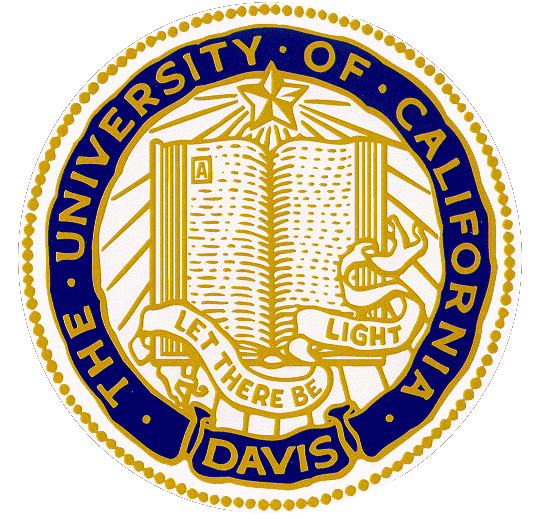 THE · UNIVERSITY · OF · CALIFORNIA ·
A
LET THERE BE
LIGHT
DAVIS